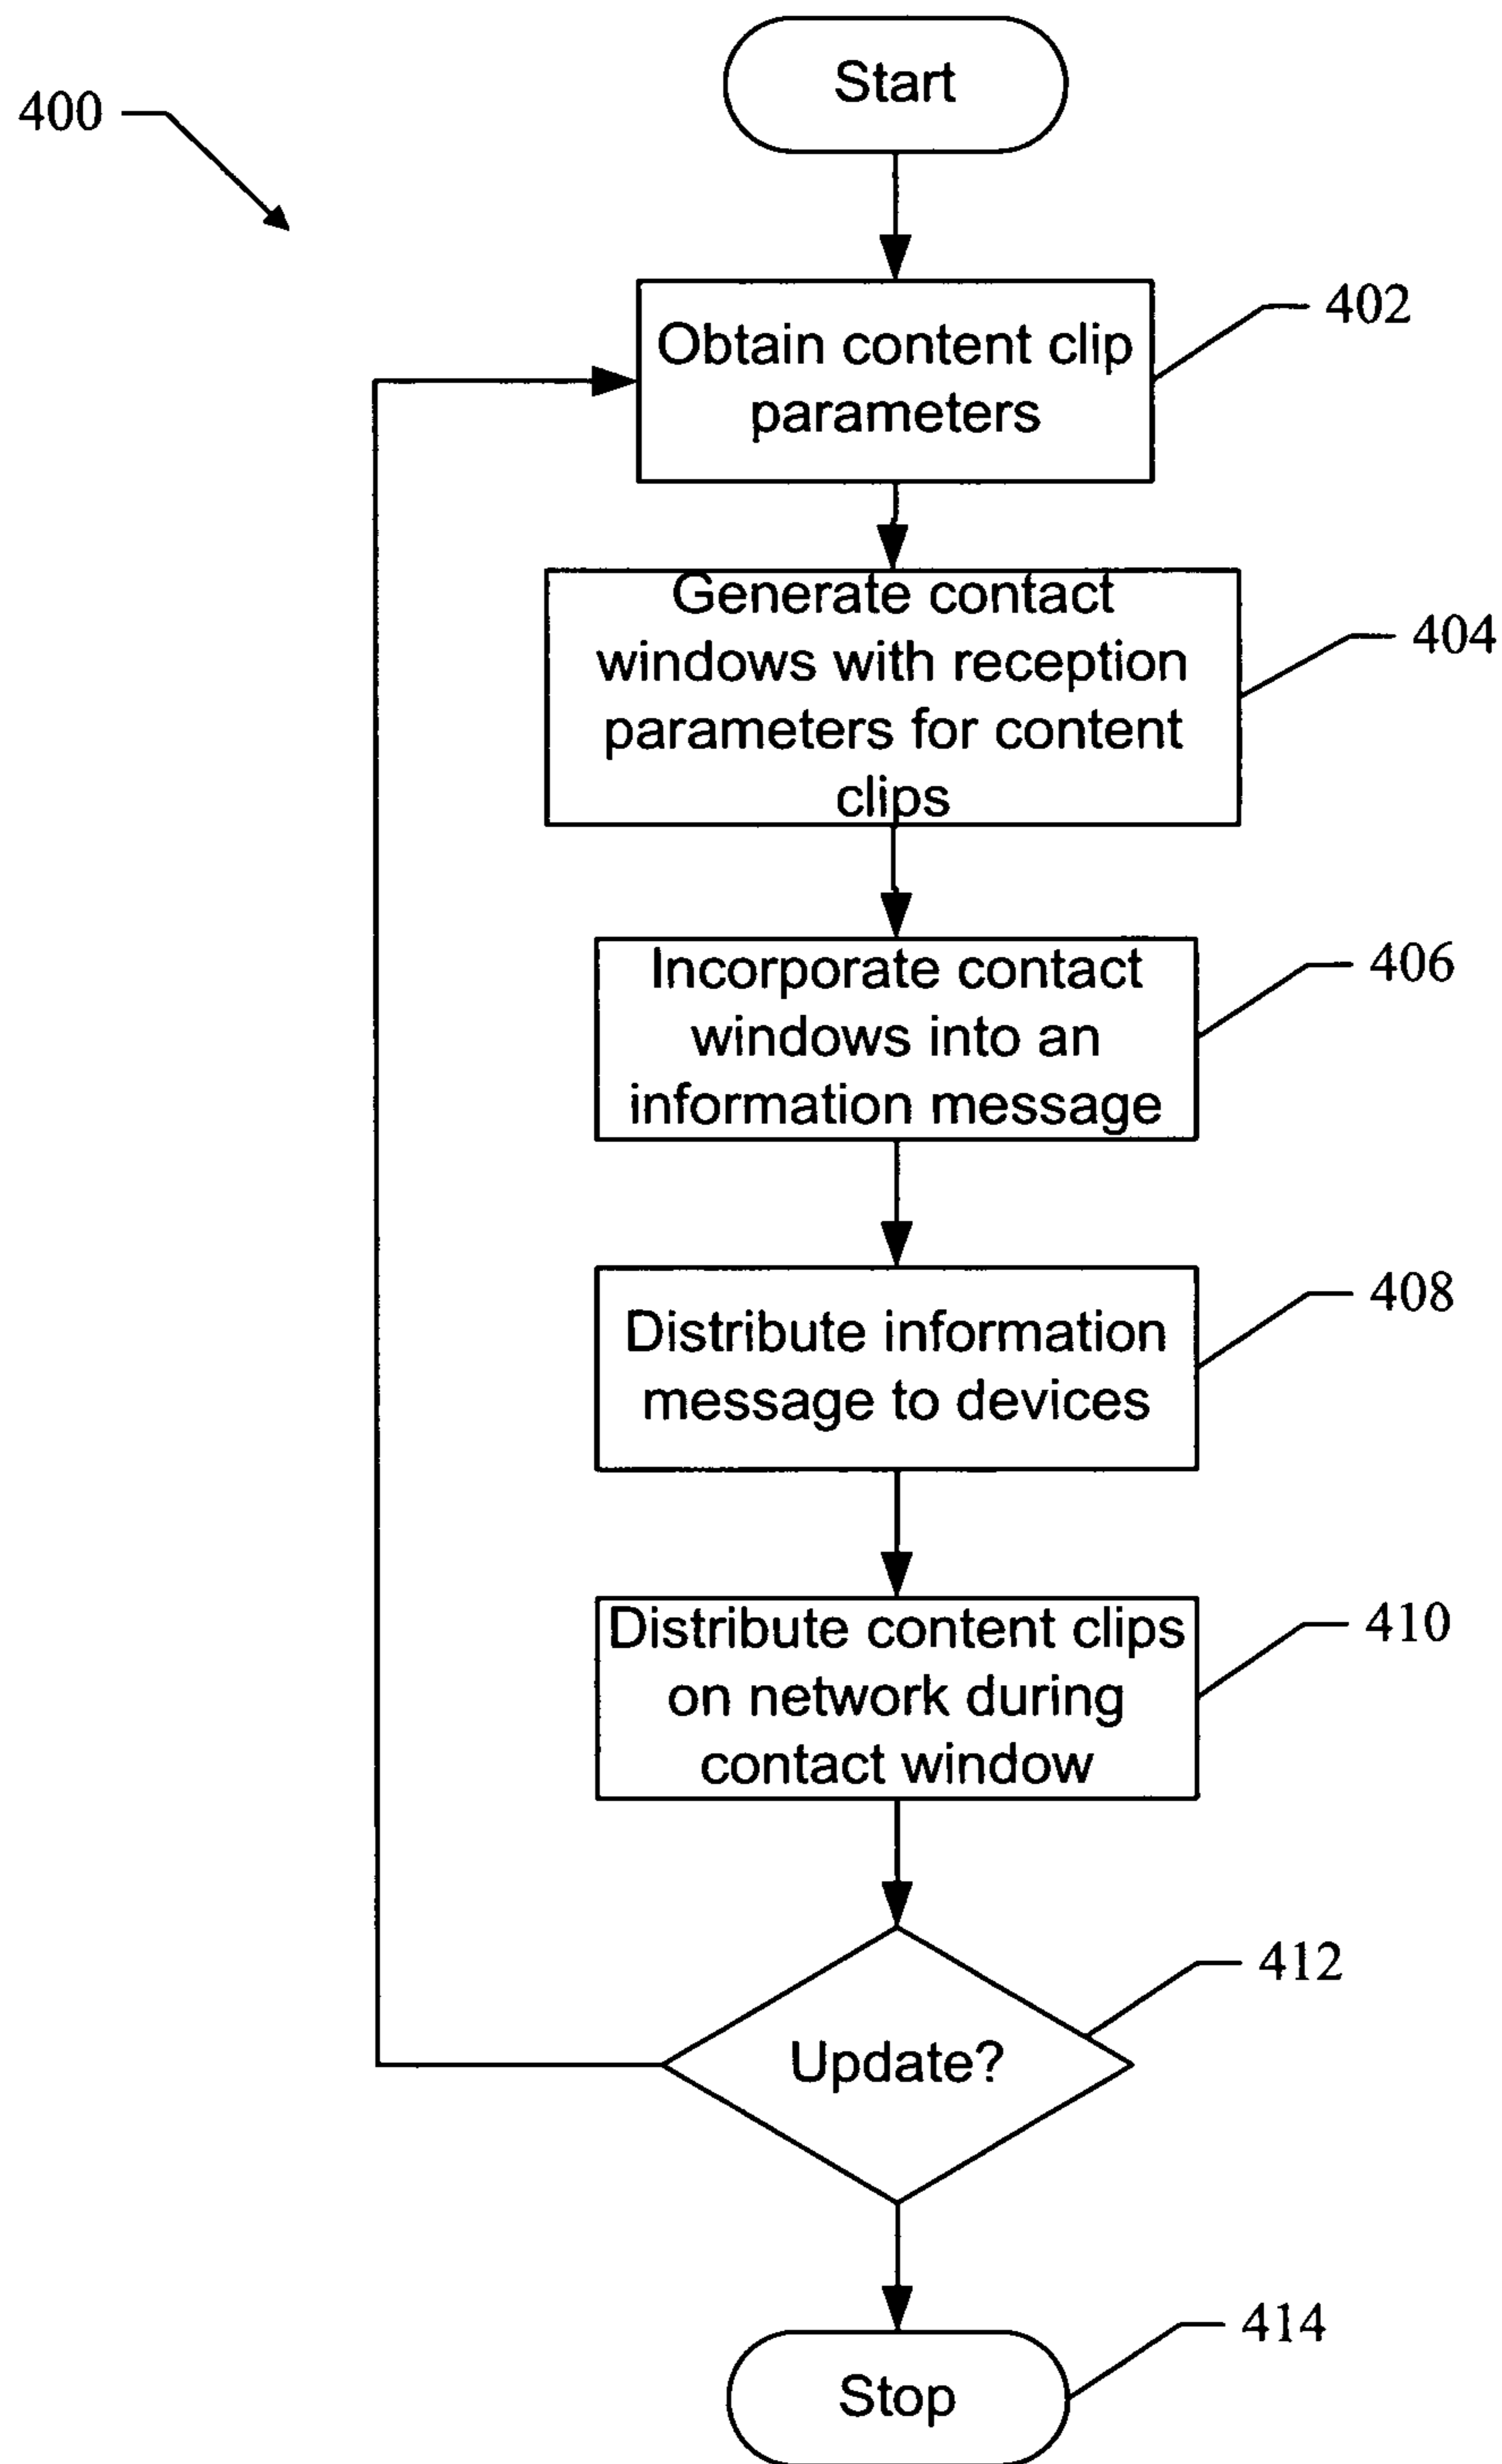 Start
400
Obtain content clip
parameters
402
Generate contact
windows with reception
parameters for content
clips
404
Incorporate contact
windows into an
information message
406
Distribute information
message to devices
408
Distribute content clips
on network during
contact window
410
Update?
412
Stop
414